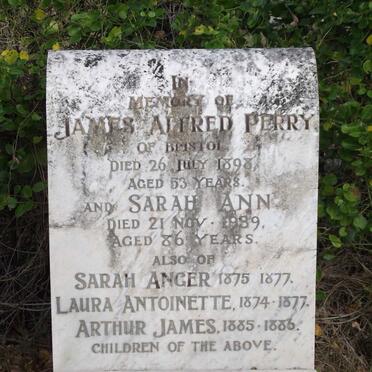 IN
MEMORY OF
JAMES ALFRED PERRY
OF BRISTOL
DIED 26 JULY 1898,
AGED 53 YEARS.
AND SARAH ANN
DIED 21 NOV. 1939,
AGED 86 YEARS.
ALSO OF
SARAH ANGER 1875 1877.
LAURA ANTOINETTE, 1874-1877.
ARTHUR JAMES, 1885-1886.
CHILDREN OF THE ABOVE.